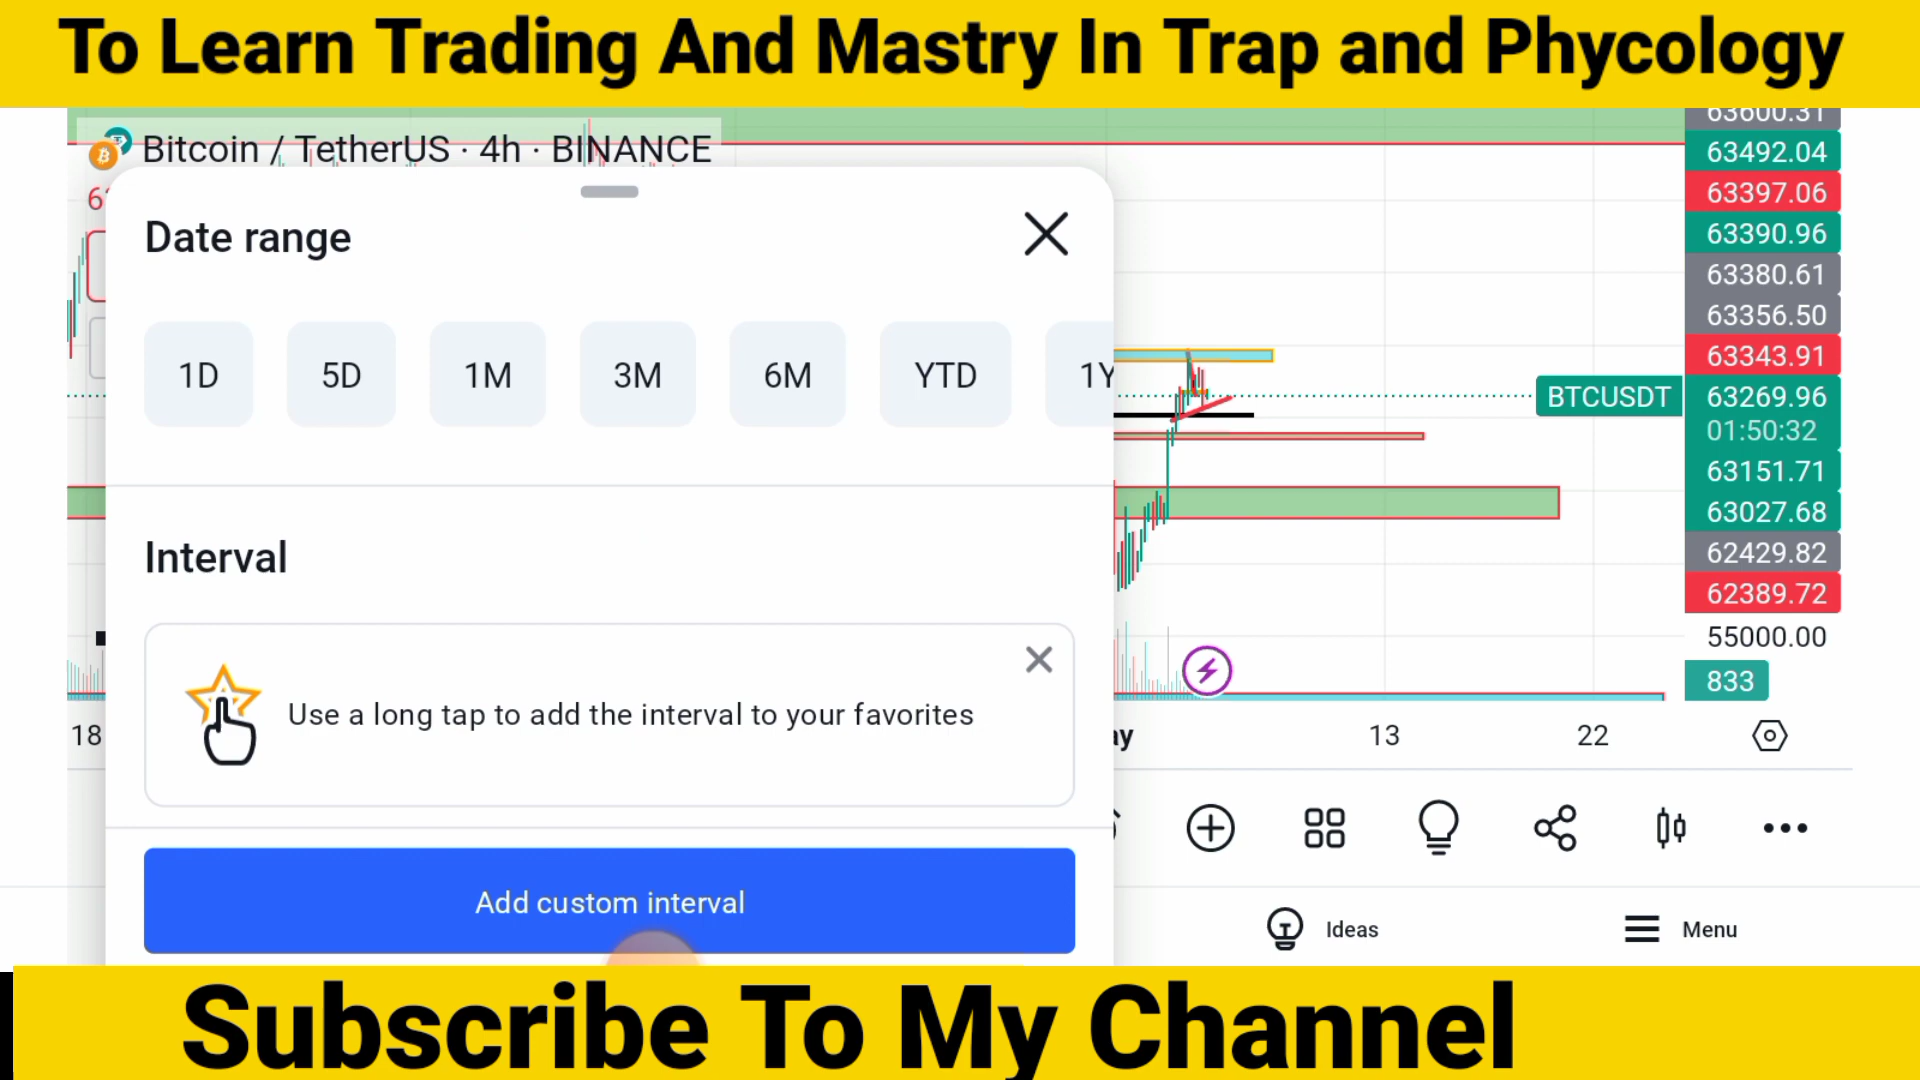 To Learn Trading And Mastry In Trap and Phycology
63600.31
Bitcoin / TetherUS · 4h · BINANCE
63492.04
63397.06
63390.96
63380.61
63356.50
63343.91
BTCUSDT 63269.96
01:50:32
63151.71
63027.68
62429.82
62389.72
55000.00
833
Date range
1D 5D 1M 3M 6M YTD 1Y
Interval
Use a long tap to add the interval to your favorites
18 13 22
Add custom interval
Ideas Menu
Subscribe To My Channel